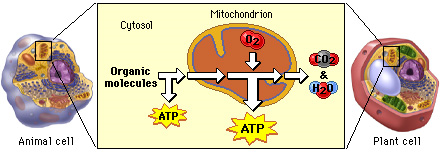 Cytosol
Mitochondrion
O2
Organic
molecules
CO2
&
H2O
ATP
ATP
Animal cell
Plant cell